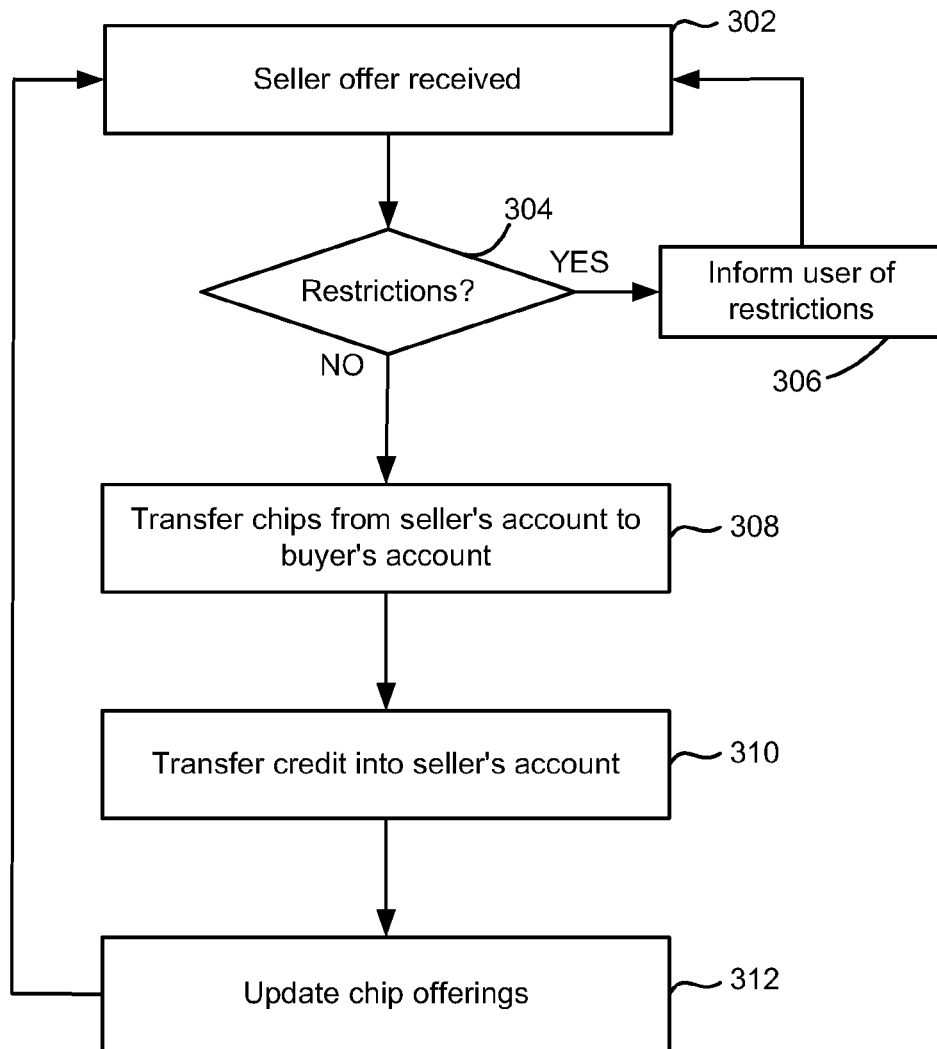 302
Seller offer received
304
YES
Restrictions?
Inform user of
restrictions
NO
306
Transfer chips from seller's account to
buyer's account
308
Transfer credit into seller's account
310
Update chip offerings
312